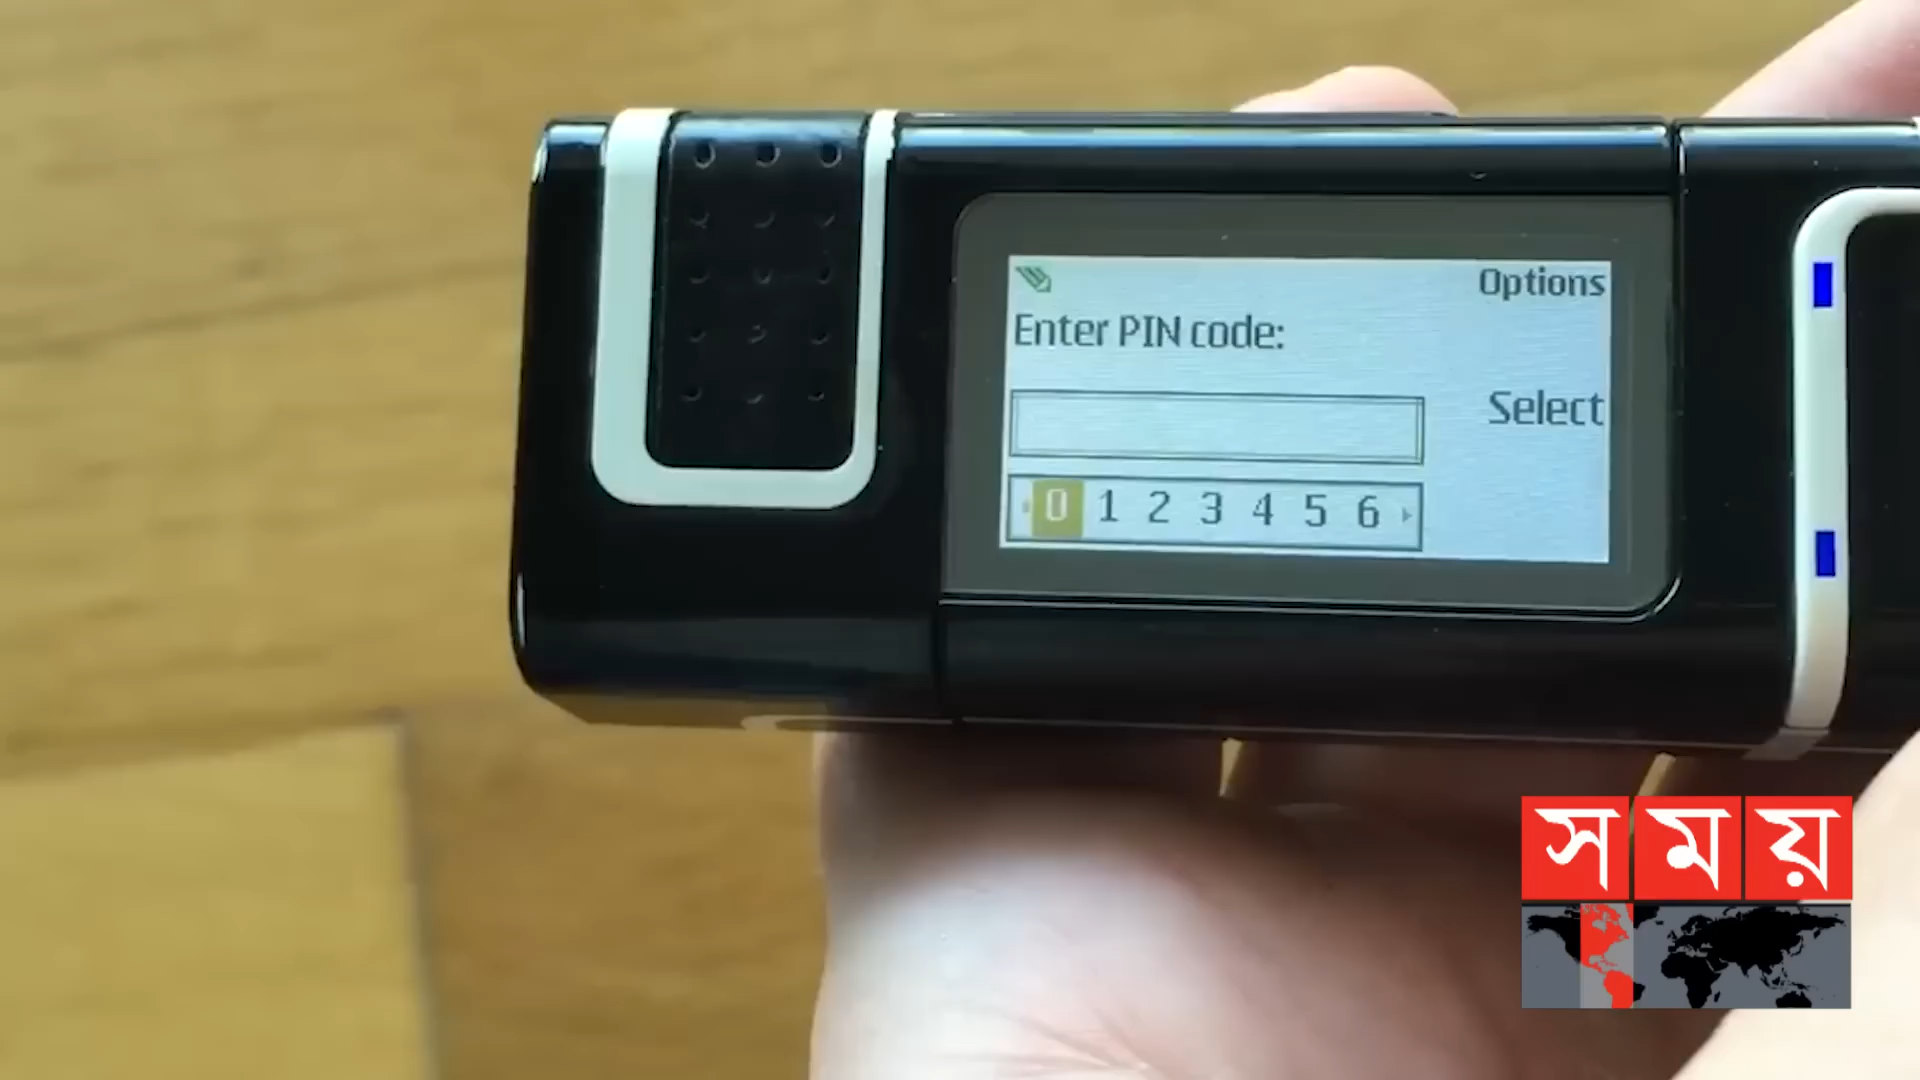 Options
Enter PIN code:
Select
0 1 2 3 4 5 6
সময়